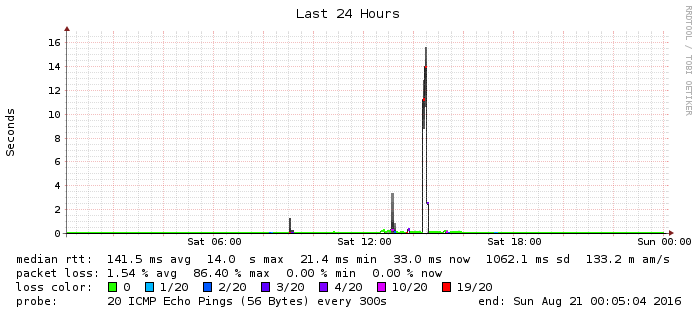 Last 24 Hours
RRDTOOL / TOBI OETIKER
Seconds
16
14
12
10
8
6
4
2
0
Sat 06:00 Sat 12:00 Sat 18:00 Sun 00:00
median rtt: 141.5 ms avg 14.0 s max 21.4 ms min 33.0 ms now 1062.1 ms sd 133.2 m am/s
packet loss: 1.54 % avg 86.40 % max 0.00 % min 0.00 % now
loss color: 0 1/20 2/20 3/20 4/20 10/20 19/20
probe: 20 ICMP Echo Pings (56 Bytes) every 300s end: Sun Aug 21 00:05:04 2016